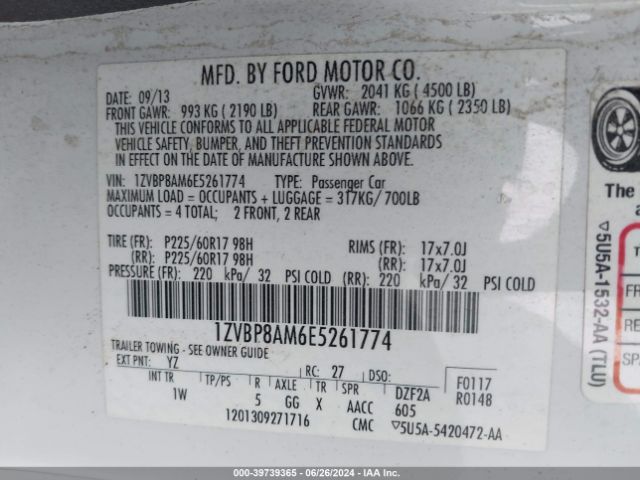 MFD. BY FORD MOTOR CO.
DATE: 09/13 GVWR: 2041 KG (4500 LB)
FRONT GAWR: 993 KG (2190 LB) REAR GAWR: 1066 KG (2350 LB)
THIS VEHICLE CONFORMS TO ALL APPLICABLE FEDERAL MOTOR
VEHICLE SAFETY, BUMPER, AND THEFT PREVENTION STANDARDS
IN EFFECT ON THE DATE OF MANUFACTURE SHOWN ABOVE.
VIN: 1ZVBP8AM6E5261774 TYPE: Passenger Car
MAXIMUM LOAD = OCCUPANTS + LUGGAGE = 317KG/700LB
OCCUPANTS = 4 TOTAL; 2 FRONT, 2 REAR
TIRE (FR): P225/60R17 98H RIMS (FR): 17x7.0J
(RR): P225/60R17 98H (RR): 17x7.0J
PRESSURE (FR): 220 kPa/ 32 PSI COLD (RR): 220 kPa/ 32 PSI COLD
1ZVBP8AM6E5261774
TRAILER TOWING - SEE OWNER GUIDE
EXT PNT: YZ RC: 27 DSO: F0117
INT TR TP/PS R AXLE TR SPR DZF2A R0148
1W 5 GG X AACC 605
1201309271716 CMC ▽5U5A-5420472-AA
The
a
▽5U5A-1532-AA (TLU)
T
FR
RE
SPA
000-39739365 - 06/26/2024 - IAA Inc.